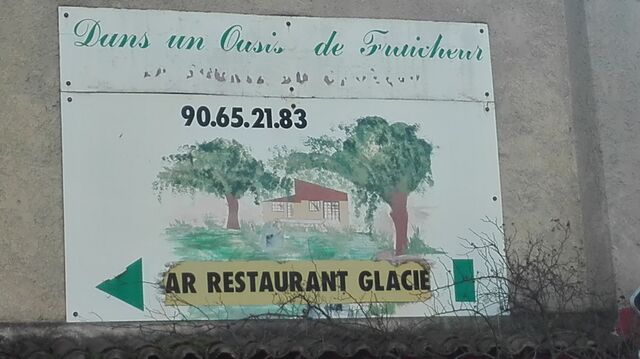 Dans un Oasis de Fraicheur
90.65.21.83
AR RESTAURANT GLACIE